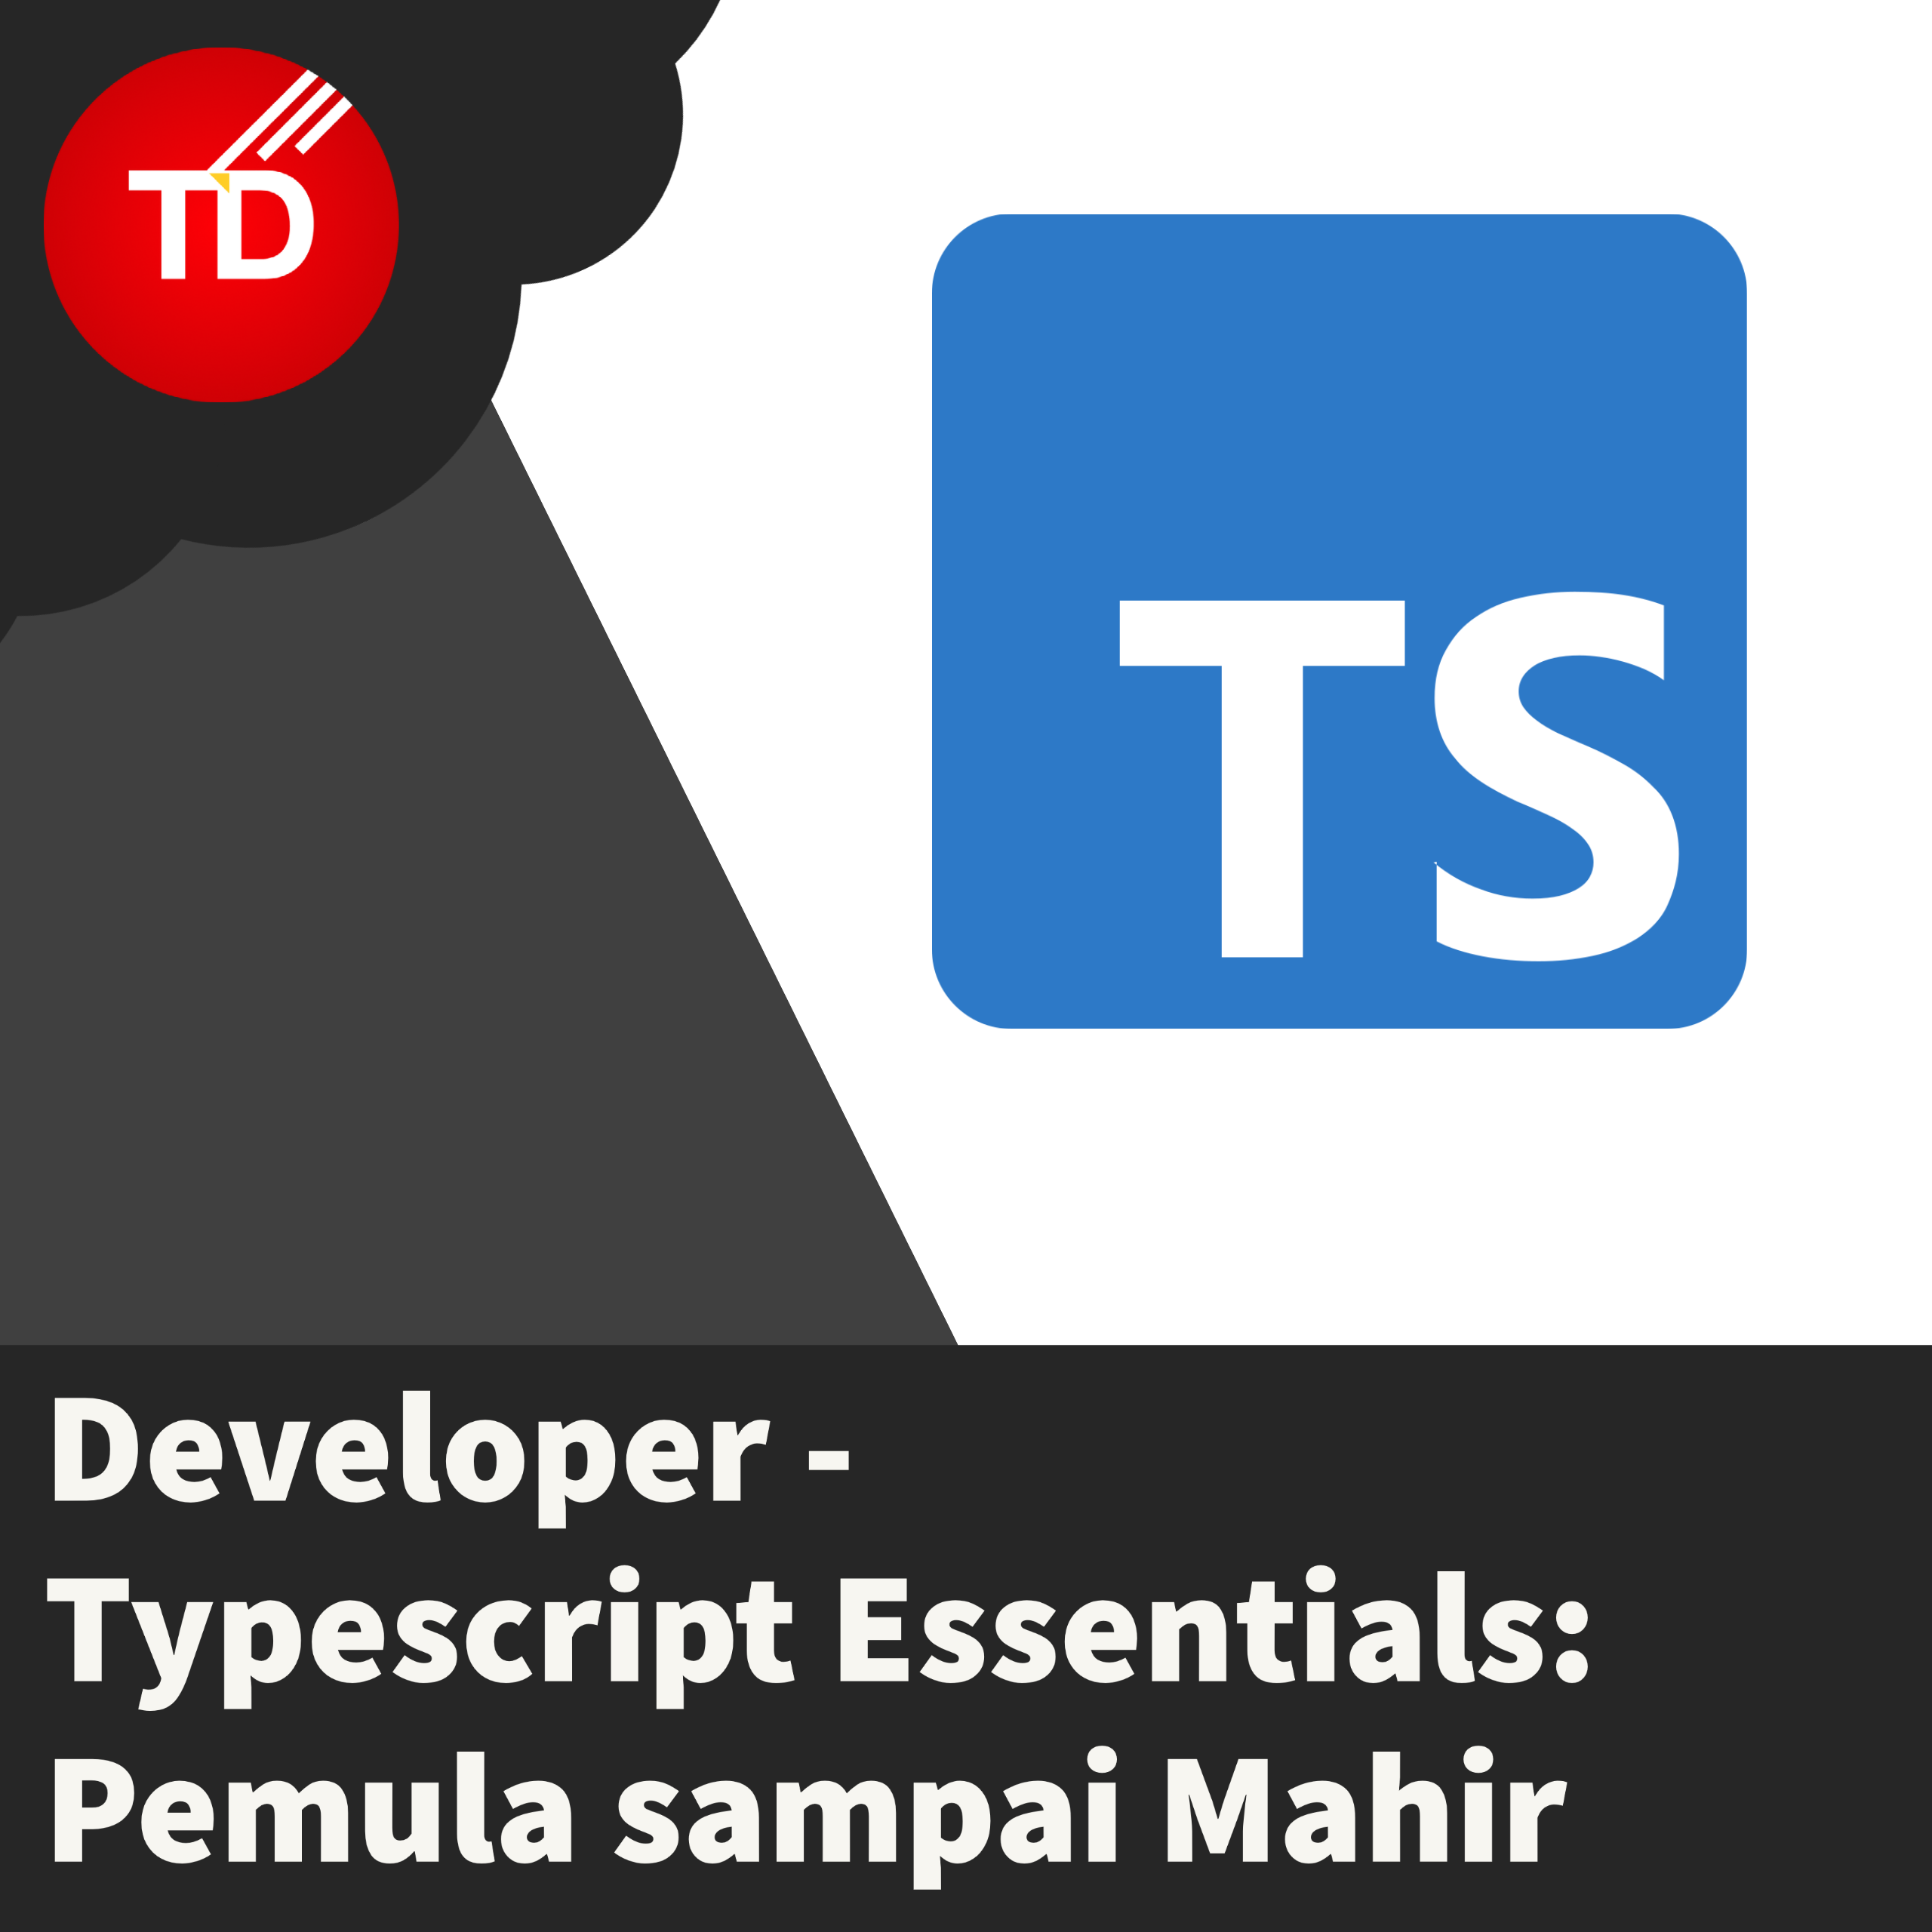 TD
TS
Developer -
Typescript Essentials:
Pemula sampai Mahir